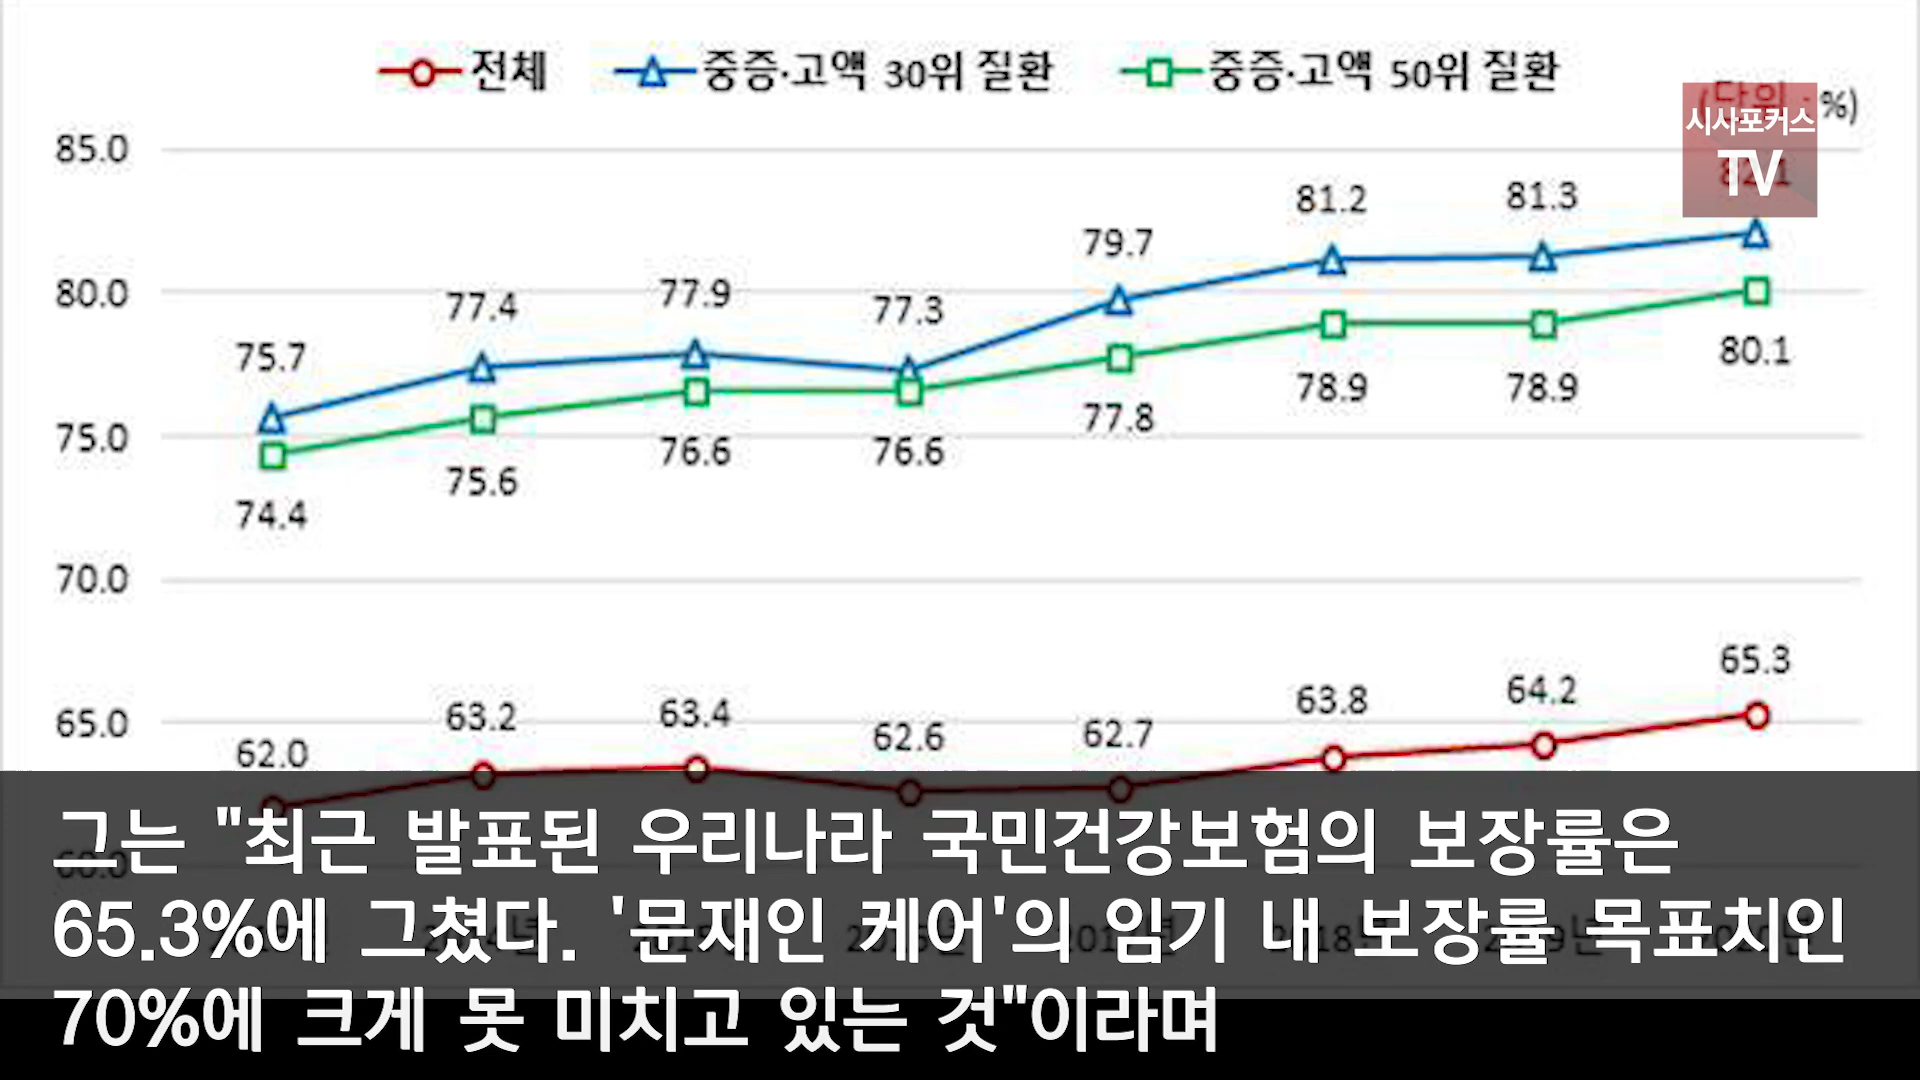 전체 중증·고액 30위 질환 중증·고액 50위 질환
(단위 : %)
시사포커스
TV
85.0
82.1
81.2 81.3
79.7
80.0
77.4 77.9 77.3
75.7
80.1
78.9 78.9
77.8
75.0
76.6 76.6
75.6
74.4
70.0
65.3
64.2
63.8
63.2 63.4
65.0
62.6 62.7
62.0
60.0
그는 "최근 발표된 우리나라 국민건강보험의 보장률은
65.3%에 그쳤다. '문재인 케어'의 임기 내 보장률 목표치인
70%에 크게 못 미치고 있는 것"이라며